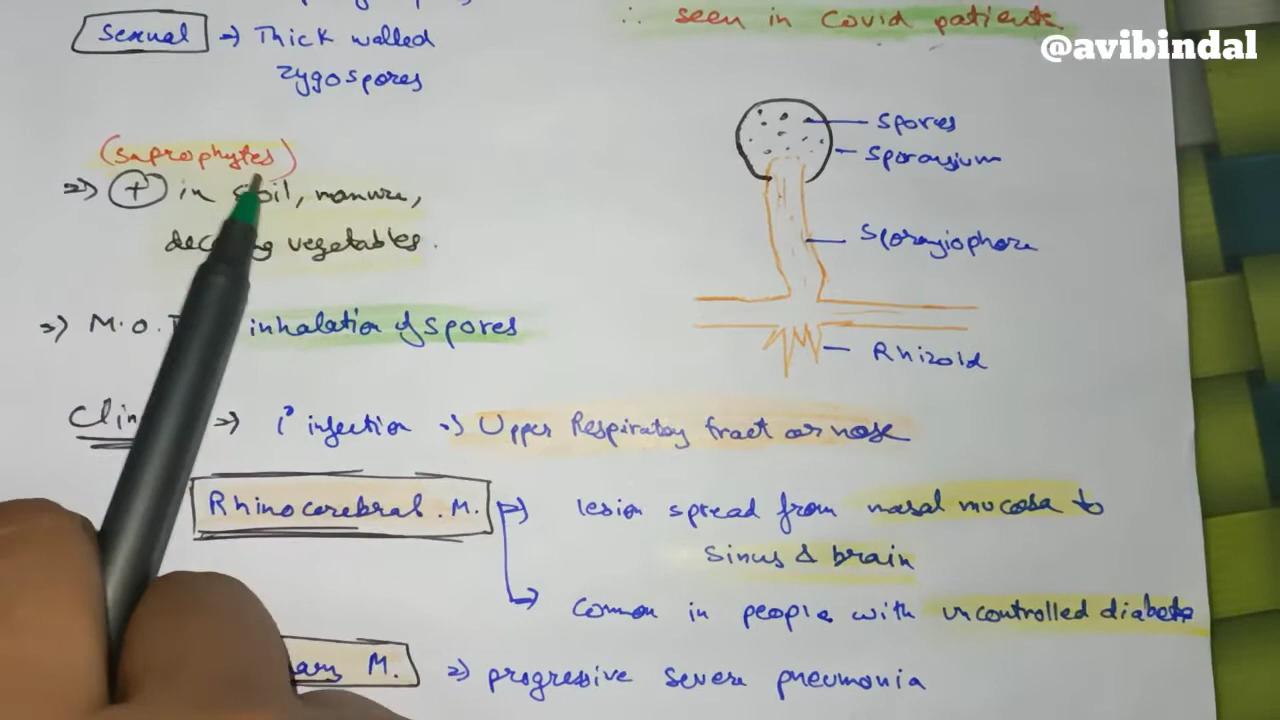 ∴ seen in Covid patients
@avibindal
Sexual → Thick walled
zygospores
(saprophytes)
=> + in soil, manure,
vegetables.
=> M.O. inhalation of spores
Spores
Sporangium
Sporangiophore
Rhizoid
=> 1° infection => Upper Respiratory tract or nose
Rhinocerebral. M. => lesion spread from nasal mucosa to
Sinus & brain
→ Common in people with uncontrolled diabetes
M. => progressive severe pneumonia